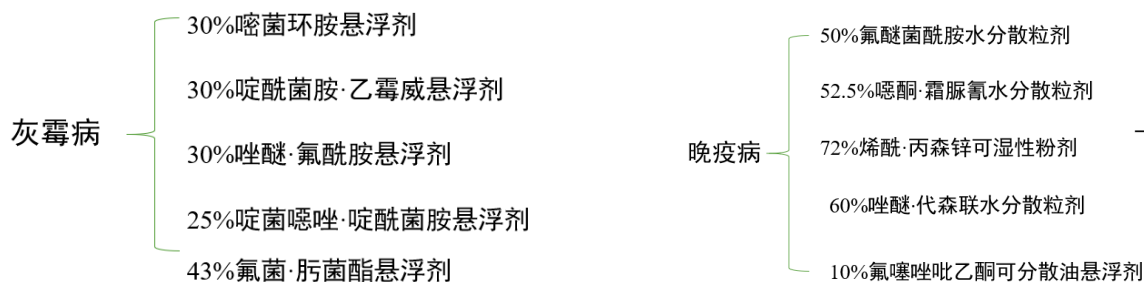 灰霉病
30%嘧菌环胺悬浮剂
30%啶酰菌胺·乙霉威悬浮剂
30%唑醚·氟酰胺悬浮剂
25%啶菌噁唑·啶酰菌胺悬浮剂
43%氟菌·肟菌酯悬浮剂
晚疫病
50%氟醚菌酰胺水分散粒剂
52.5%噁酮·霜脲氰水分散粒剂
72%烯酰·丙森锌可湿性粉剂
60%唑醚·代森联水分散粒剂
10%氟噻唑吡乙酮可分散油悬浮剂